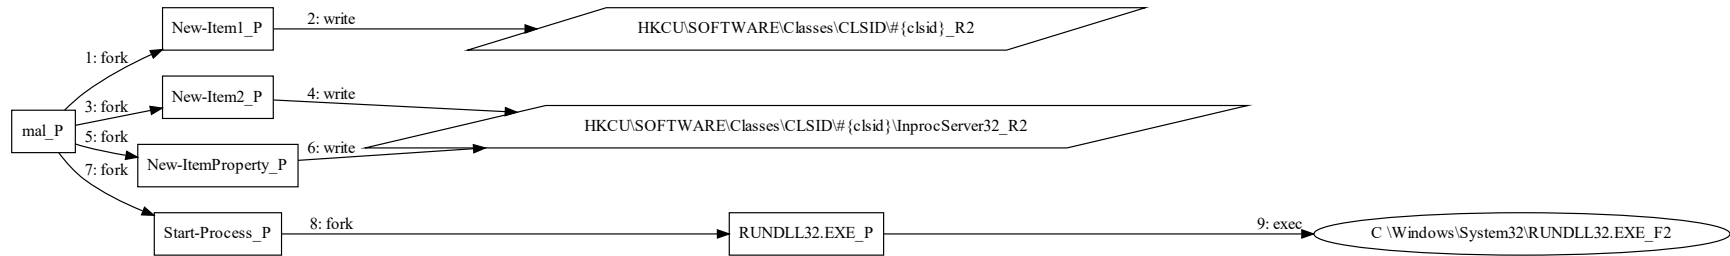 New-Item1_P
2: write
HKCU\SOFTWARE\Classes\CLSID\#{clsid}_R2
1: fork
New-Item2_P
4: write
3: fork
mal_P
HKCU\SOFTWARE\Classes\CLSID\#{clsid}\InprocServer32_R2
5: fork
6: write
New-ItemProperty_P
7: fork
8: fork
9: exec
Start-Process_P
RUNDLL32.EXE_P
C \Windows\System32\RUNDLL32.EXE_F2